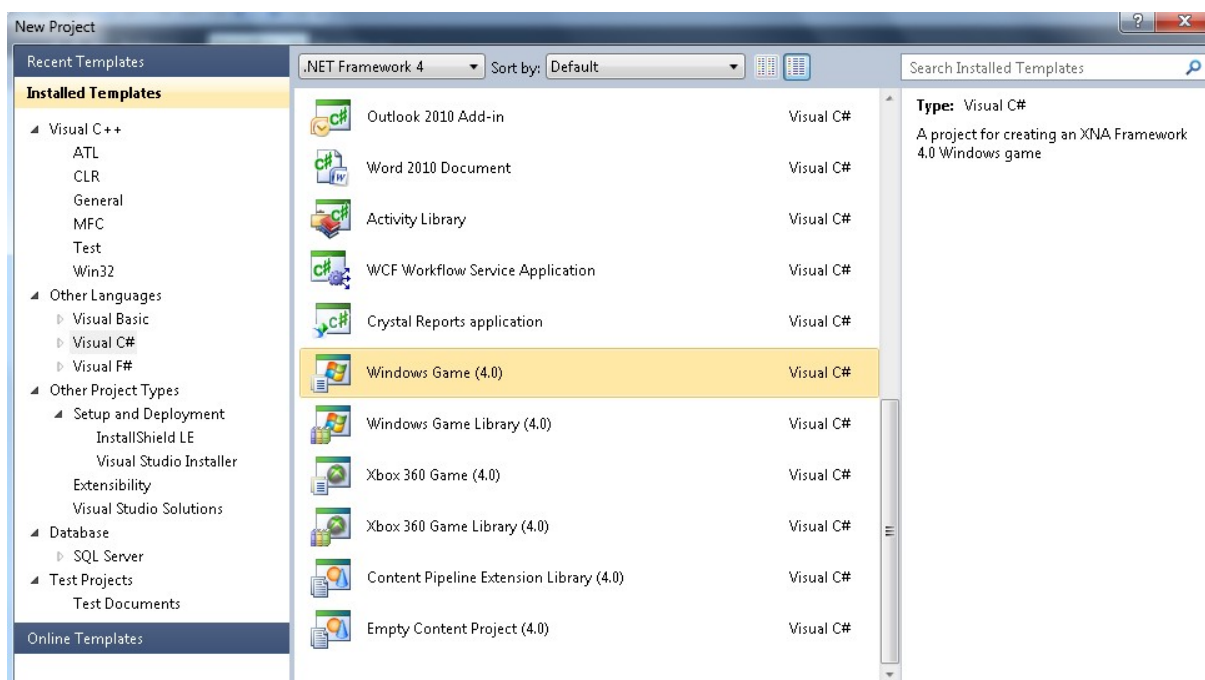 New Project
Recent Templates
.NET Framework 4
Sort by: Default
Search Installed Templates
Installed Templates
Visual C++
ATL
CLR
General
MFC
Test
Win32
Other Languages
Visual Basic
Visual C#
Visual F#
Other Project Types
Setup and Deployment
InstallShield LE
Visual Studio Installer
Extensibility
Visual Studio Solutions
Database
SQL Server
Test Projects
Test Documents
Online Templates
Outlook 2010 Add-in Visual C#
Word 2010 Document Visual C#
Activity Library Visual C#
WCF Workflow Service Application Visual C#
Crystal Reports application Visual C#
Windows Game (4.0) Visual C#
Windows Game Library (4.0) Visual C#
Xbox 360 Game (4.0) Visual C#
Xbox 360 Game Library (4.0) Visual C#
Content Pipeline Extension Library (4.0) Visual C#
Empty Content Project (4.0) Visual C#
Type: Visual C#
A project for creating an XNA Framework
4.0 Windows game